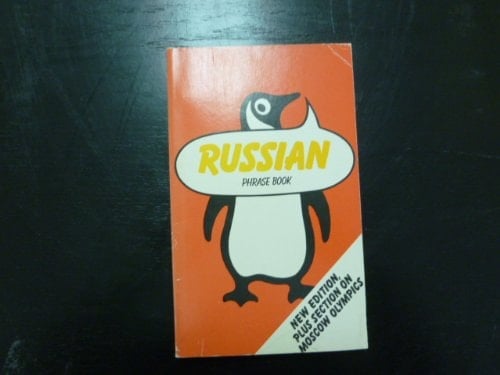 RUSSIAN
PHRASE BOOK
NEW EDITION,
PLUS SECTION ON
MOSCOW OLYMPICS